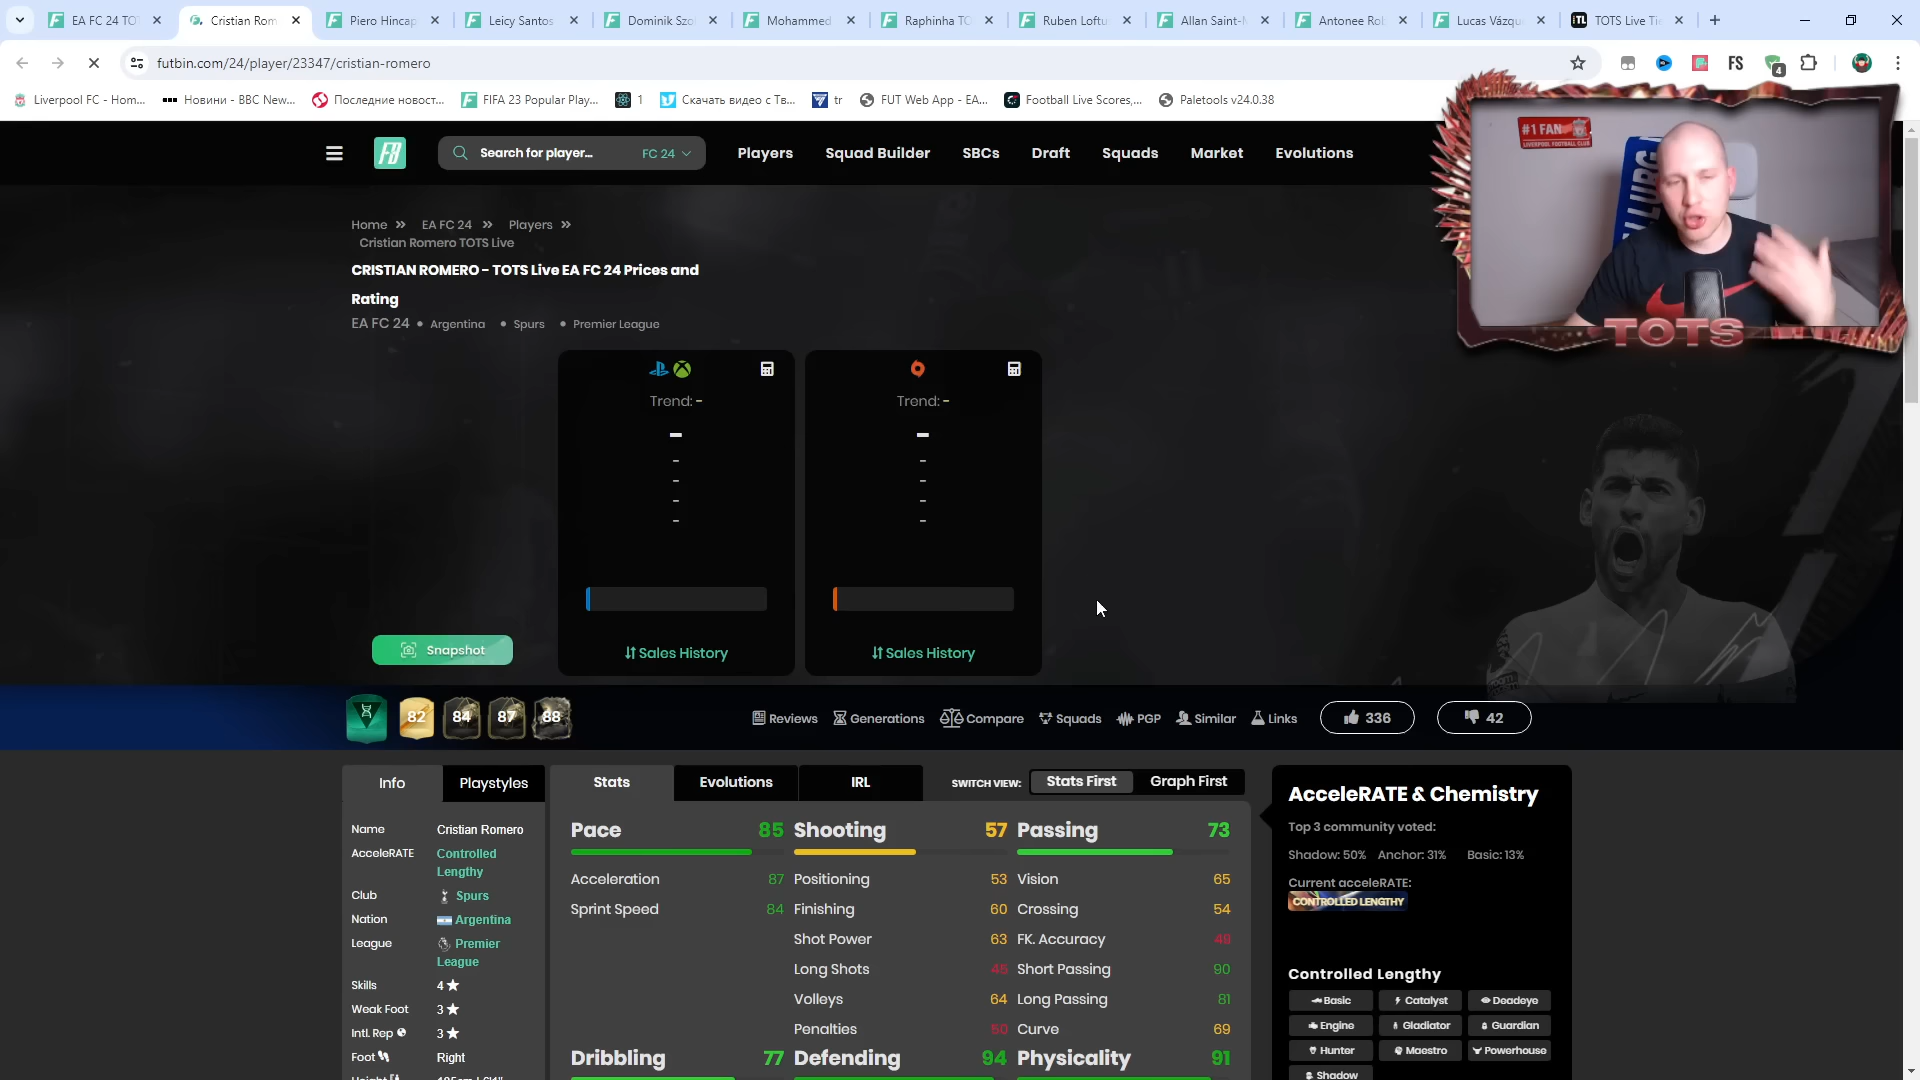 EA FC 24 TO
Cristian Rom
Piero Hincap
Leicy Santos
Dominik Szo
Mohammed
Raphinha TO
Ruben Loftu
Allan Saint-M
Antonee Rob
Lucas Vázqu
TOTS Live Tic
futbin.com/24/player/23347/cristian-romero
FS
4
Liverpool FC - Hom...
Новини - BBC New...
Последние новост...
FIFA 23 Popular Play...
1
Скачать видео с Тв...
tr
FUT Web App - EA...
Football Live Scores,...
Paletools v24.0.38
#1 FAN
LIVERPOOL FOOTBALL CLUB
TOTS
FB
Search for player...
FC 24
Players
Squad Builder
SBCs
Draft
Squads
Market
Evolutions
Home » EA FC 24 » Players »
Cristian Romero TOTS Live
CRISTIAN ROMERO - TOTS Live EA FC 24 Prices and
Rating
EA FC 24 • Argentina • Spurs • Premier League
Trend: -
-
-
-
-
-
Sales History
Trend: -
-
-
-
-
-
Sales History
Snapshot
82
84
87
88
Reviews
Generations
Compare
Squads
PGP
Similar
Links
336
42
Info
Playstyles
Name Cristian Romero
AcceleRATE Controlled
Lengthy
Club Spurs
Nation Argentina
League Premier
League
Skills 4
Weak Foot 3
Intl. Rep 3
Foot Right
Stats
Evolutions
IRL
SWITCH VIEW:
Stats First
Graph First
Pace 85
Acceleration 87
Sprint Speed 84
Shooting 57
Positioning 53
Finishing 60
Shot Power 63
Long Shots 45
Volleys 64
Penalties 50
Passing 73
Vision 65
Crossing 54
FK. Accuracy
Short Passing 90
Long Passing 81
Curve 69
Dribbling 77
Defending 94
Physicality 91
AcceleRATE & Chemistry
Top 3 community voted:
Shadow: 50% Anchor: 31% Basic: 13%
Current acceleRATE:
CONTROLLED LENGTHY
Controlled Lengthy
Basic
Catalyst
Deadeye
Engine
Gladiator
Guardian
Hunter
Maestro
Powerhouse
Shadow